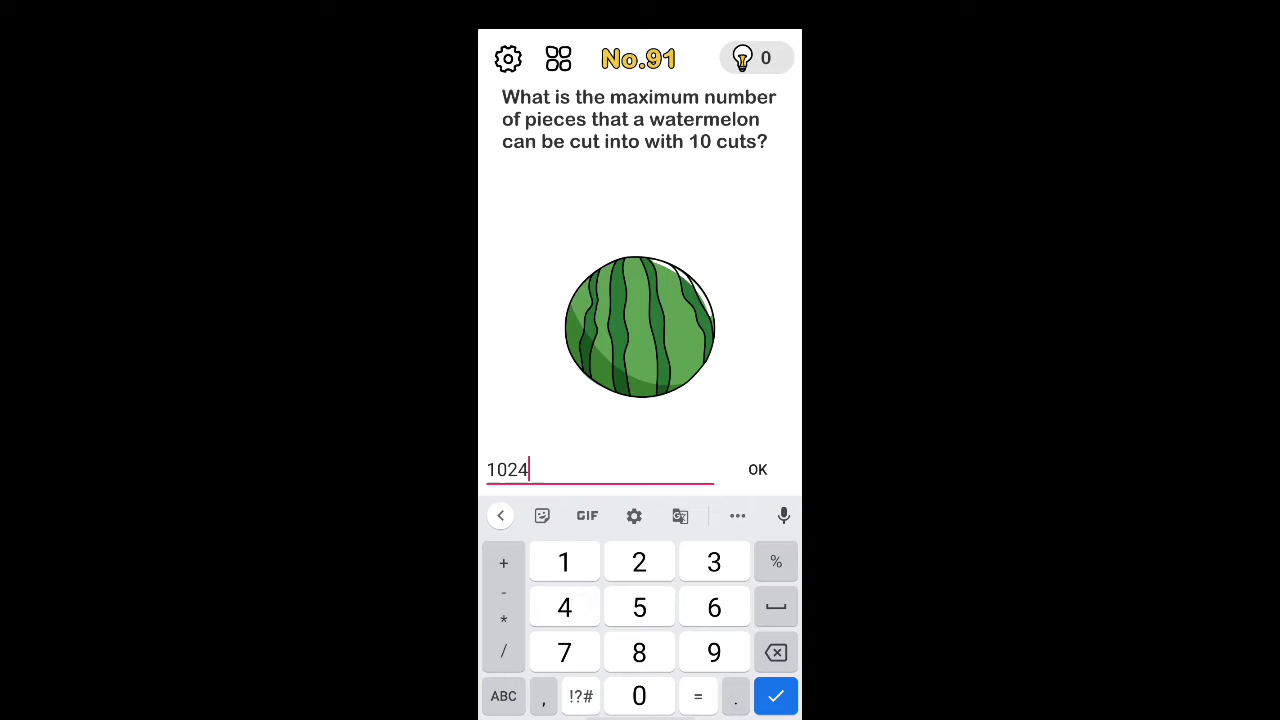 No.91
0
What is the maximum number
of pieces that a watermelon
can be cut into with 10 cuts?
1024
OK
GIF
+ 1 2 3 %
- 4 5 6
*
/ 7 8 9
ABC , !?# 0 = .